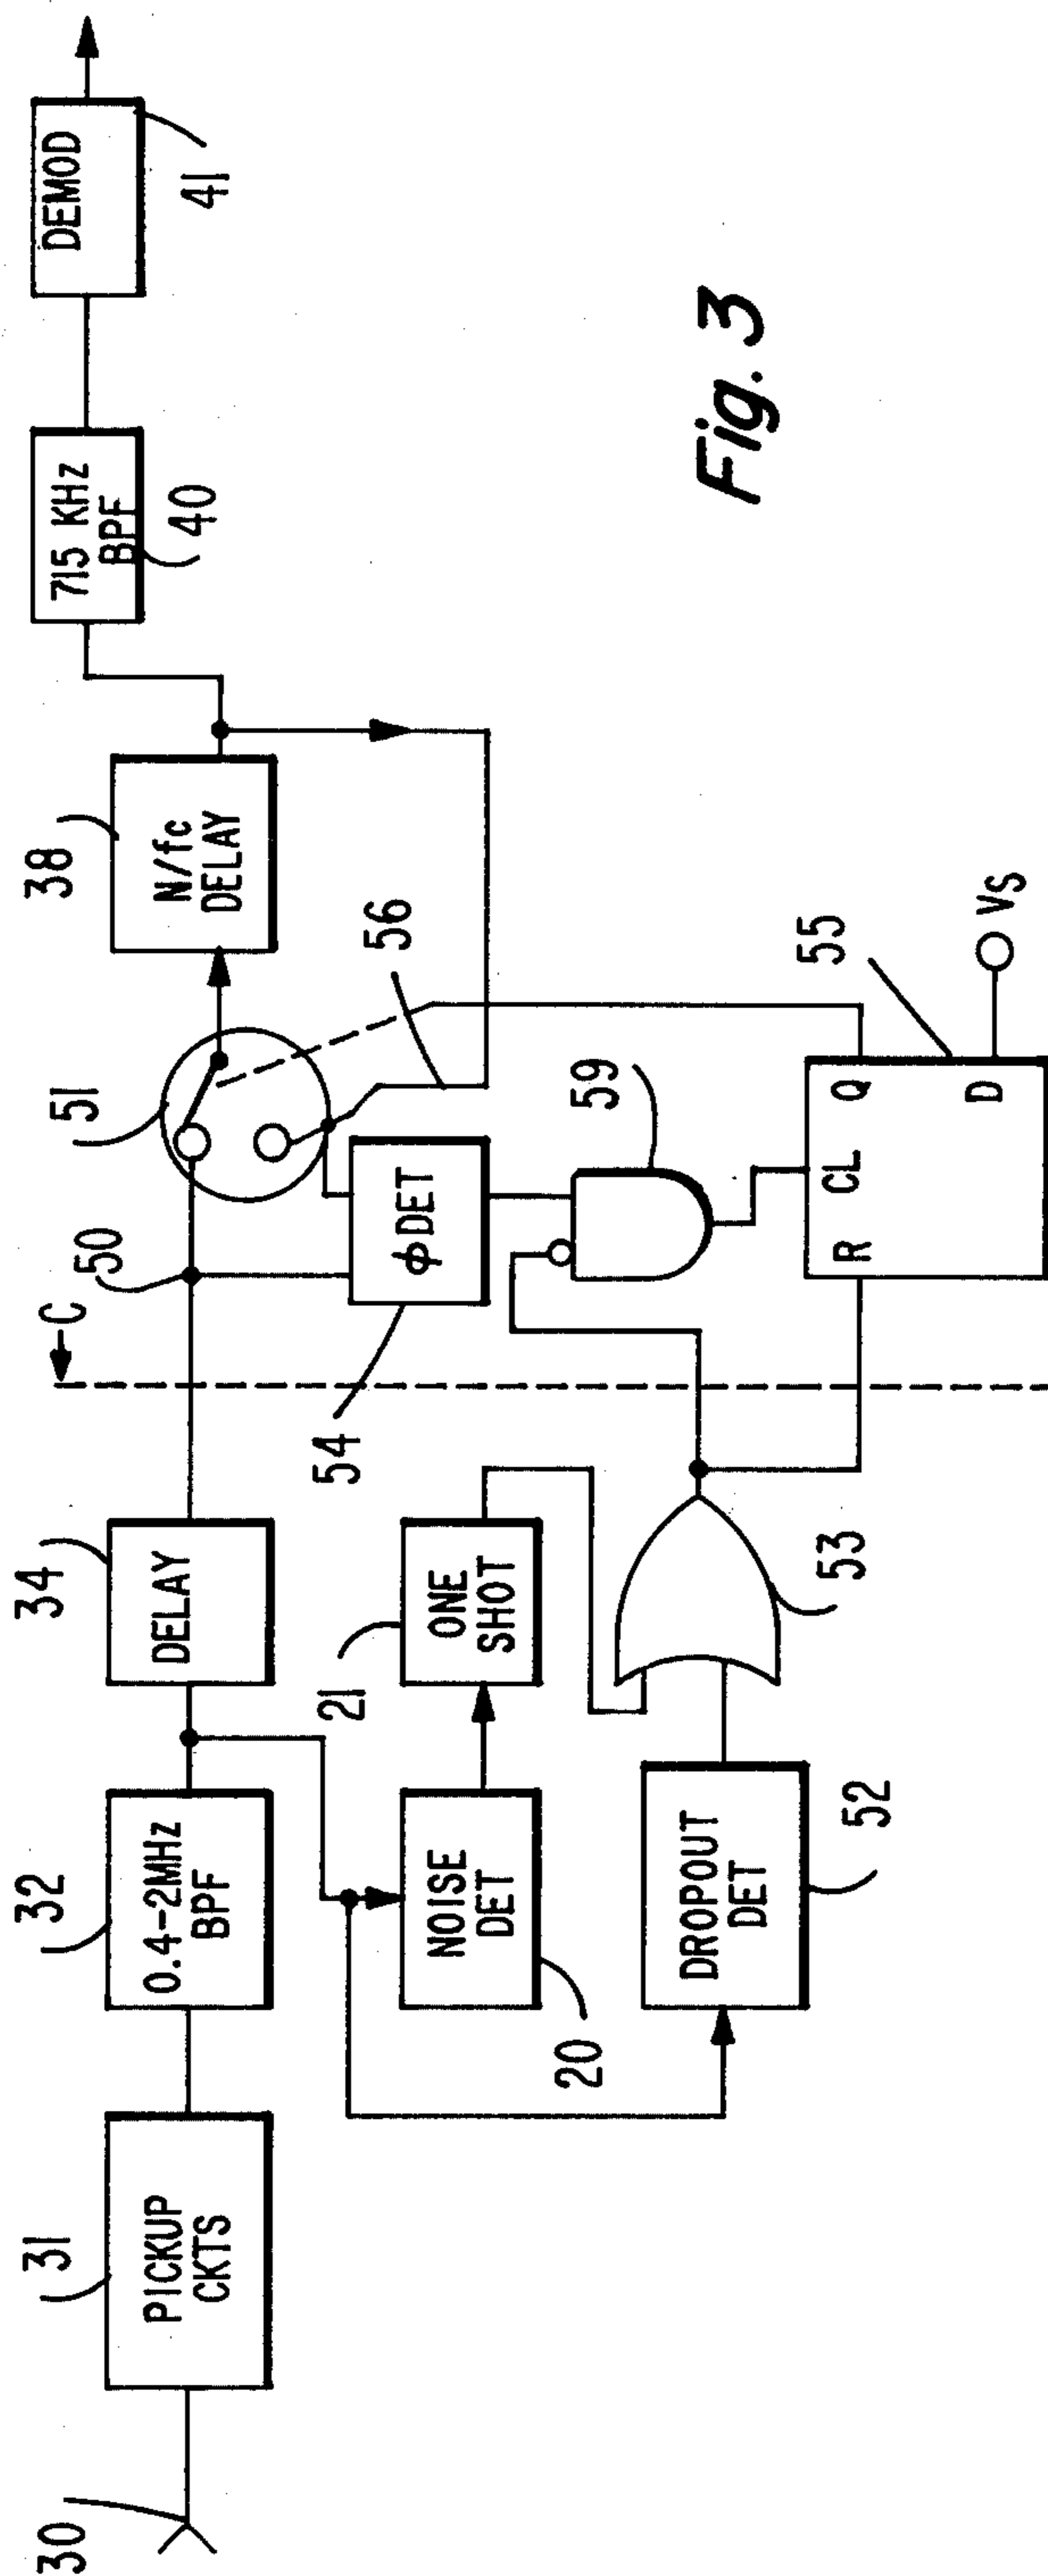 30
31
PICKUP
CKTS
32
0.4-2MHz
BPF
34
DELAY
←C
50
51
38
N/fc
DELAY
715 KHz
BPF
40
DEMOD
41
20
NOISE
DET
21
ONE
SHOT
54
ϕ DET
56
52
DROPOUT
DET
53
59
55
R CL Q
D
VS
Fig. 3